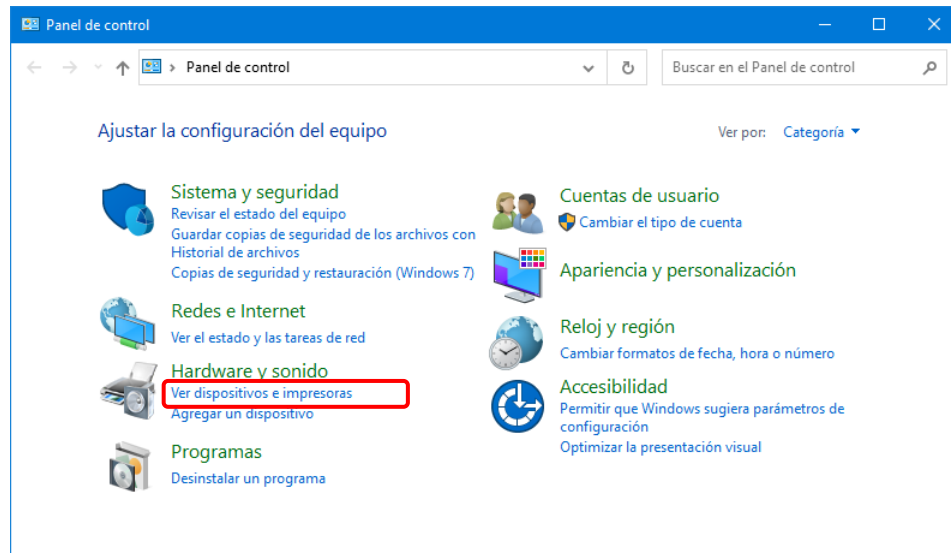 Panel de control
Panel de control
Buscar en el Panel de control
Ajustar la configuración del equipo
Ver por: Categoría
Sistema y seguridad
Revisar el estado del equipo
Guardar copias de seguridad de los archivos con
Historial de archivos
Copias de seguridad y restauración (Windows 7)
Redes e Internet
Ver el estado y las tareas de red
Hardware y sonido
Ver dispositivos e impresoras
Agregar un dispositivo
Programas
Desinstalar un programa
Cuentas de usuario
Cambiar el tipo de cuenta
Apariencia y personalización
Reloj y región
Cambiar formatos de fecha, hora o número
Accesibilidad
Permitir que Windows sugiera parámetros de
configuración
Optimizar la presentación visual